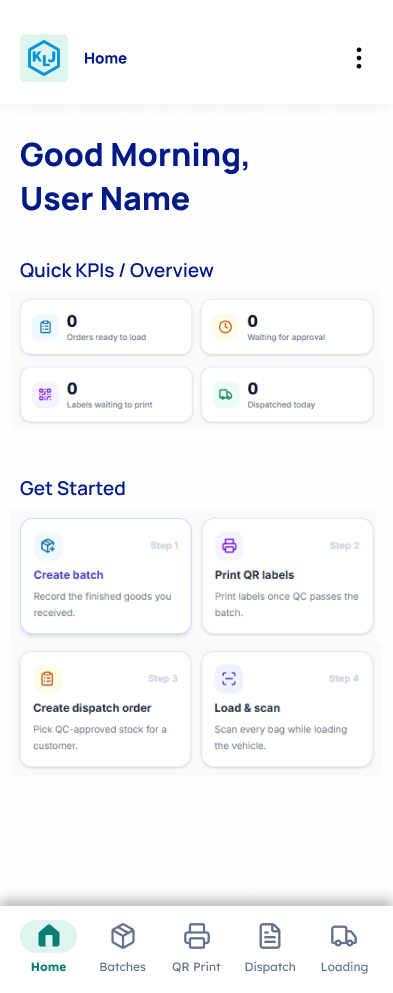 KLJ
Home
Good Morning,
User Name
Quick KPIs / Overview
0
Orders ready to load
0
Waiting for approval
0
Labels waiting to print
0
Dispatched today
Get Started
Step 1
Create batch
Record the finished goods you
received.
Step 2
Print QR labels
Print labels once QC passes the
batch.
Step 3
Create dispatch order
Pick QC-approved stock for a
customer.
Step 4
Load & scan
Scan every bag while loading
the vehicle.
Home
Batches
QR Print
Dispatch
Loading